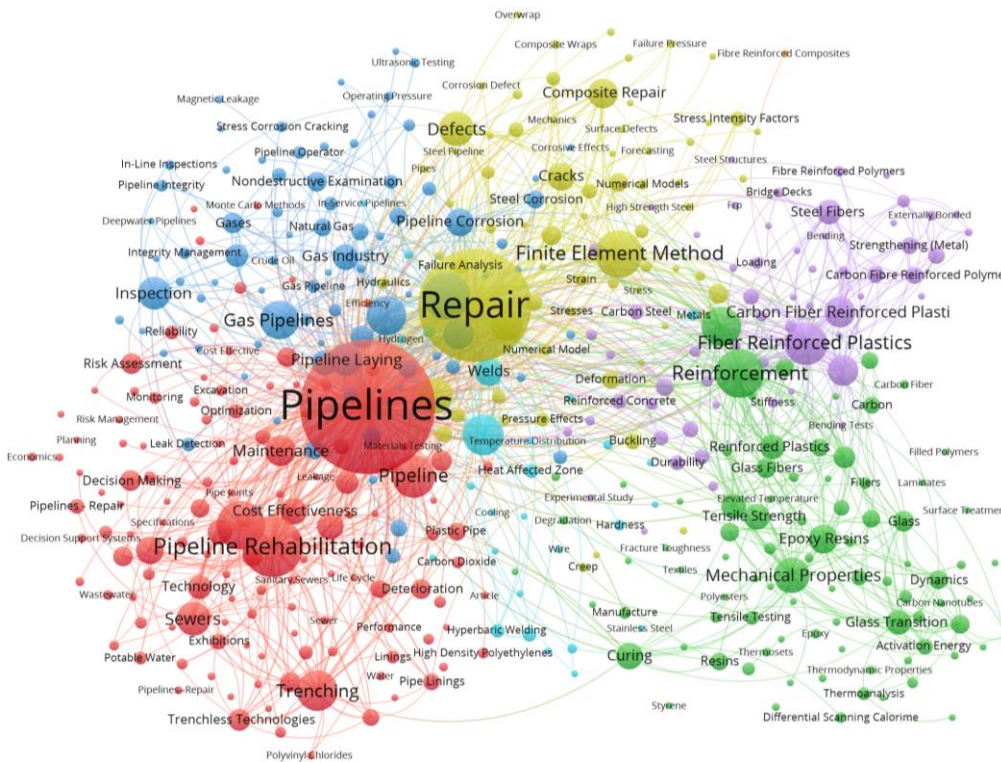 Overwrap
Composite Wraps
Failure Pressure
Fibre Reinforced Composites
Ultrasonic Testing
Corrosion Defect
Operating Pressure
Composite Repair
Magnetic Leakage
Mechanics
Stress Intensity Factors
Stress Corrosion Cracking
Defects
Surface Defects
Pipeline Operator
Steel Pipeline
Corrosive Effects
Forecasting
Steel Structures
In-Line Inspections
Pipes
Fibre Reinforced Polymers
Pipeline Integrity
Nondestructive Examination
Cracks
Numerical Models
Bridge Decks
Monte Carlo Methods
In-Service Pipelines
Steel Corrosion
High Strength Steel
Frp
Steel Fibers
Externally Bonded
Deepwater Pipelines
Gases
Natural Gas
Pipeline Corrosion
Bending
Strengthening (Metal)
Integrity Management
Crude Oil
Gas Industry
Failure Analysis
Finite Element Method
Loading
Carbon Fibre Reinforced Polyme
Gas Pipeline
Hydraulics
Strain
Inspection
Efficiency
Repair
Stress
Stresses
Carbon Steel
Metals
Carbon Fiber Reinforced Plasti
Gas Pipelines
Reliability
Hydrogen
Numerical Model
Fiber Reinforced Plastics
Cost Effective
Risk Assessment
Pipeline Laying
Welds
Reinforcement
Monitoring
Excavation
Deformation
Carbon Fiber
Optimization
Pipelines
Reinforced Concrete
Stiffness
Carbon
Risk Management
Pressure Effects
Bending Tests
Planning
Leak Detection
Materials Testing
Temperature Distribution
Buckling
Reinforced Plastics
Filled Polymers
Economics
Maintenance
Durability
Glass Fibers
Decision Making
Leakage
Pipeline
Heat Affected Zone
Fillers
Laminates
Pipelines - Repair
Pipe Joints
Experimental Study
Elevated Temperature
Cost Effectiveness
Cooling
Degradation
Tensile Strength
Surface Treatmen
Specifications
Plastic Pipe
Hardness
Glass
Decision Support Systems
Pipeline Rehabilitation
Wire
Fracture Toughness
Epoxy Resins
Carbon Dioxide
Creep
Textiles
Technology
Sanitary Sewers
Life Cycle
Mechanical Properties
Dynamics
Wastewater
Deterioration
Article
Polyesters
Carbon Nanotubes
Sewers
Sewer
Manufacture
Tensile Testing
Glass Transition
Exhibitions
Performance
Hyperbaric Welding
Stainless Steel
Epoxy
Activation Energy
Potable Water
Linings
High Density Polyethylenes
Curing
Resins
Thermosets
Thermodynamic Properties
Pipelines--Repair
Trenching
Water
Pipe Linings
Thermoanalysis
Styrene
Trenchless Technologies
Differential Scanning Calorime
Polyvinyl Chlorides